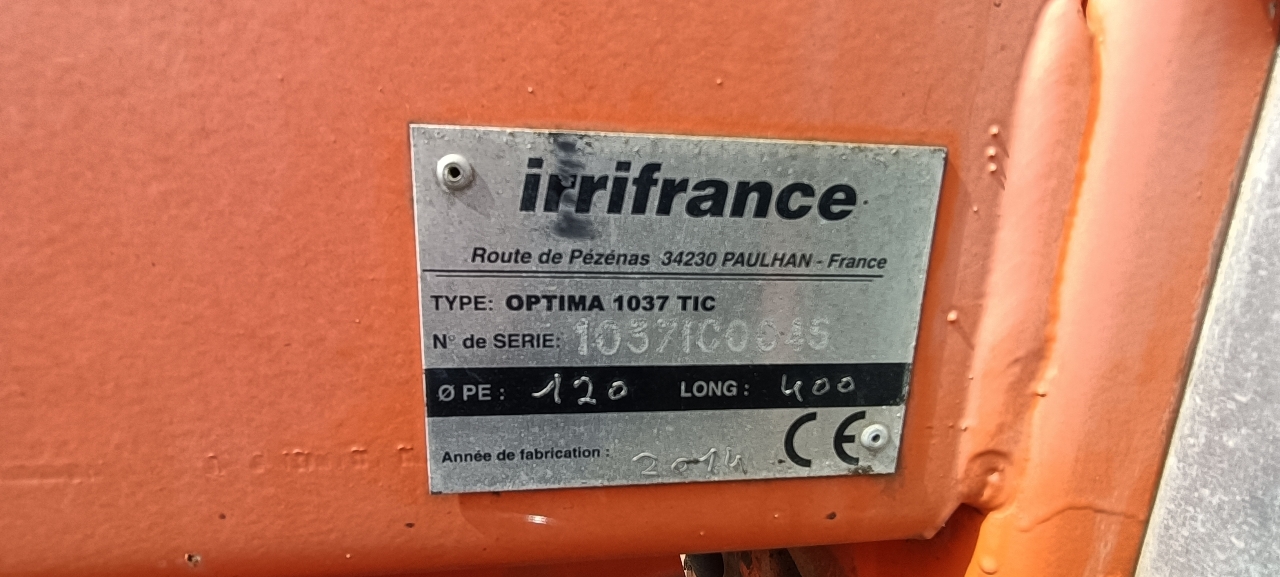 irrifrance
Route de Pézénas 34230 PAULHAN - France
TYPE: OPTIMA 1037 TIC
N° de SERIE:
Ø PE : 120 LONG : 400
Année de fabrication : 2014 CE